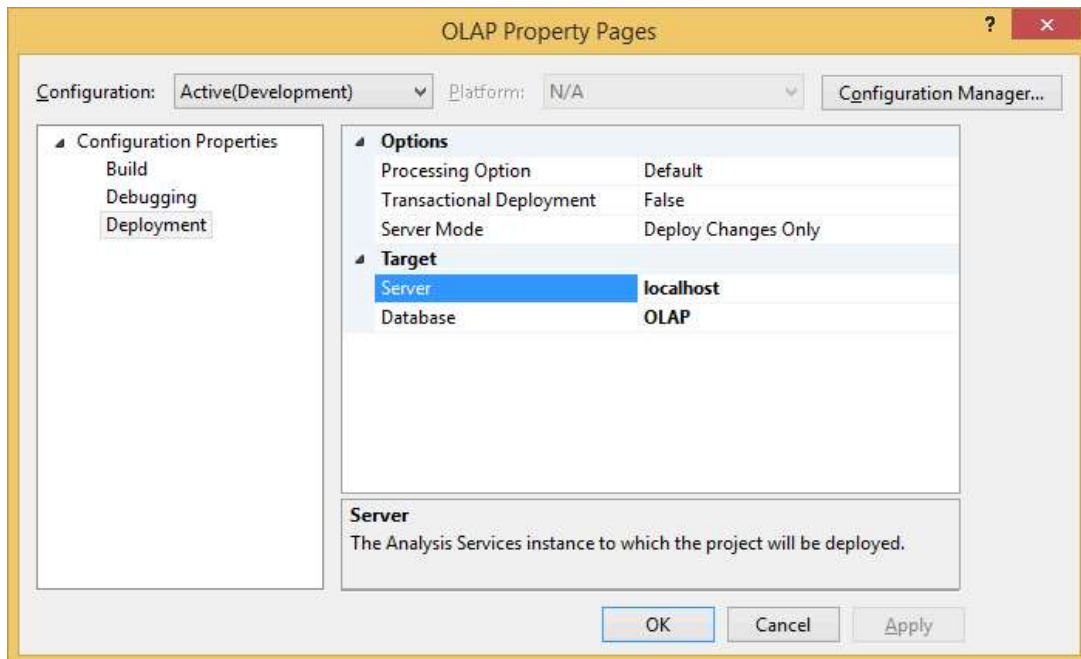 OLAP Property Pages
?
Configuration: Active(Development) Platform: N/A Configuration Manager...
Configuration Properties
Build
Debugging
Deployment
Options
Processing Option Default
Transactional Deployment False
Server Mode Deploy Changes Only
Target
Server localhost
Database OLAP
Server
The Analysis Services instance to which the project will be deployed.
OK Cancel Apply